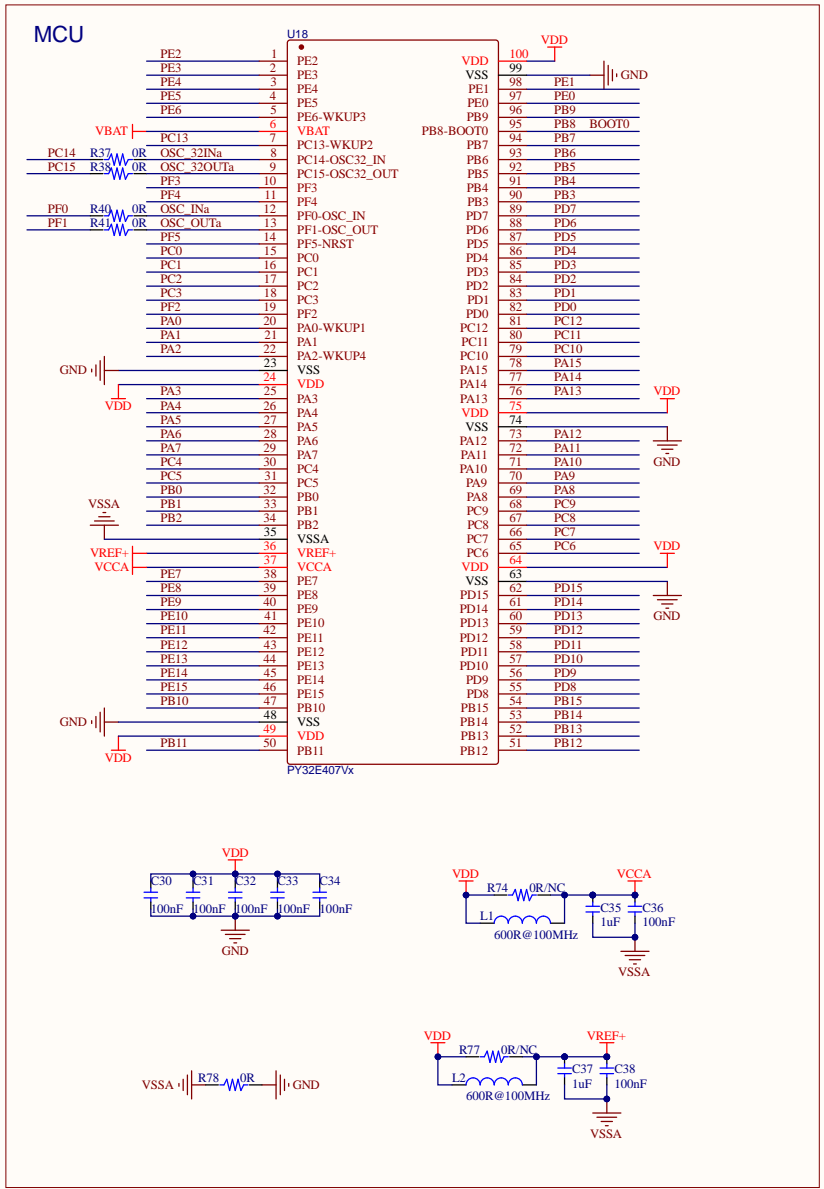 MCU
U18
PE2 1 PE2 VDD 100 VDD
PE3 2 PE3 VSS 99 GND
PE4 3 PE4 PE1 98 PE1
PE5 4 PE5 PE0 97 PE0
PE6 5 PE6-WKUP3 PB9 96 PB9
VBAT 6 VBAT PB8-BOOT0 95 PB8 BOOT0
PC13 7 PC13-WKUP2 PB7 94 PB7
PC14 R37 0R OSC_32INa 8 PC14-OSC32_IN PB6 93 PB6
PC15 R38 0R OSC_32OUTa 9 PC15-OSC32_OUT PB5 92 PB5
PF3 10 PF3 PB4 91 PB4
PF4 11 PF4 PB3 90 PB3
PF0 R40 0R OSC_INa 12 PF0-OSC_IN PD7 89 PD7
PF1 R41 0R OSC_OUTa 13 PF1-OSC_OUT PD6 88 PD6
PF5 14 PF5-NRST PD5 87 PD5
PC0 15 PC0 PD4 86 PD4
PC1 16 PC1 PD3 85 PD3
PC2 17 PC2 PD2 84 PD2
PC3 18 PC3 PD1 83 PD1
PF2 19 PF2 PD0 82 PD0
PA0 20 PA0-WKUP1 PC12 81 PC12
PA1 21 PA1 PC11 80 PC11
PA2 22 PA2-WKUP4 PC10 79 PC10
GND 23 VSS PA15 78 PA15
VDD 24 VDD PA14 77 PA14
PA3 25 PA3 PA13 76 PA13
PA4 26 PA4 VDD 75 VDD
PA5 27 PA5 VSS 74 GND
PA6 28 PA6 PA12 73 PA12
PA7 29 PA7 PA11 72 PA11
PC4 30 PC4 PA10 71 PA10
PC5 31 PC5 PA9 70 PA9
PB0 32 PB0 PA8 69 PA8
PB1 33 PB1 PC9 68 PC9
PB2 34 PB2 PC8 67 PC8
VSSA 35 VSSA PC7 66 PC7
VREF+ 36 VREF+ PC6 65 PC6
VCCA 37 VCCA VDD 64 VDD
PE7 38 PE7 VSS 63 GND
PE8 39 PE8 PD15 62 PD15
PE9 40 PE9 PD14 61 PD14
PE10 41 PE10 PD13 60 PD13
PE11 42 PE11 PD12 59 PD12
PE12 43 PE12 PD11 58 PD11
PE13 44 PE13 PD10 57 PD10
PE14 45 PE14 PD9 56 PD9
PE15 46 PE15 PD8 55 PD8
PB10 47 PB10 PB15 54 PB15
GND 48 VSS PB14 53 PB14
VDD 49 VDD PB13 52 PB13
PB11 50 PB11 PB12 51 PB12
PY32E407Vx
VDD
C30 C31 C32 C33 C34
100nF 100nF 100nF 100nF 100nF
GND
VDD R74 0R/NC VCCA
L1 C35 C36
600R@100MHz 1uF 100nF
VSSA
VDD R77 0R/NC VREF+
L2 C37 C38
600R@100MHz 1uF 100nF
VSSA
VSSA R78 0R GND